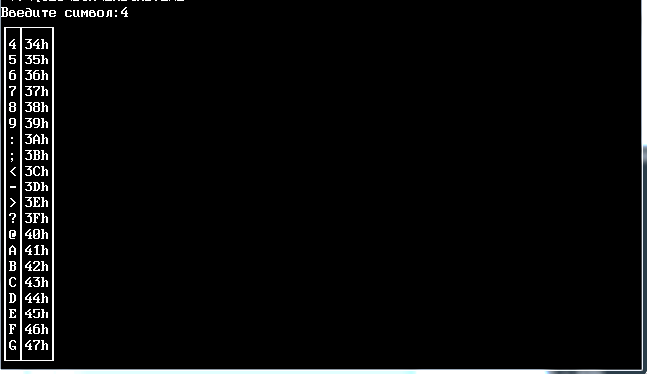 Введите символ:4
4 34h
5 35h
6 36h
7 37h
8 38h
9 39h
: 3Ah
; 3Bh
< 3Ch
= 3Dh
> 3Eh
? 3Fh
@ 40h
A 41h
B 42h
C 43h
D 44h
E 45h
F 46h
G 47h